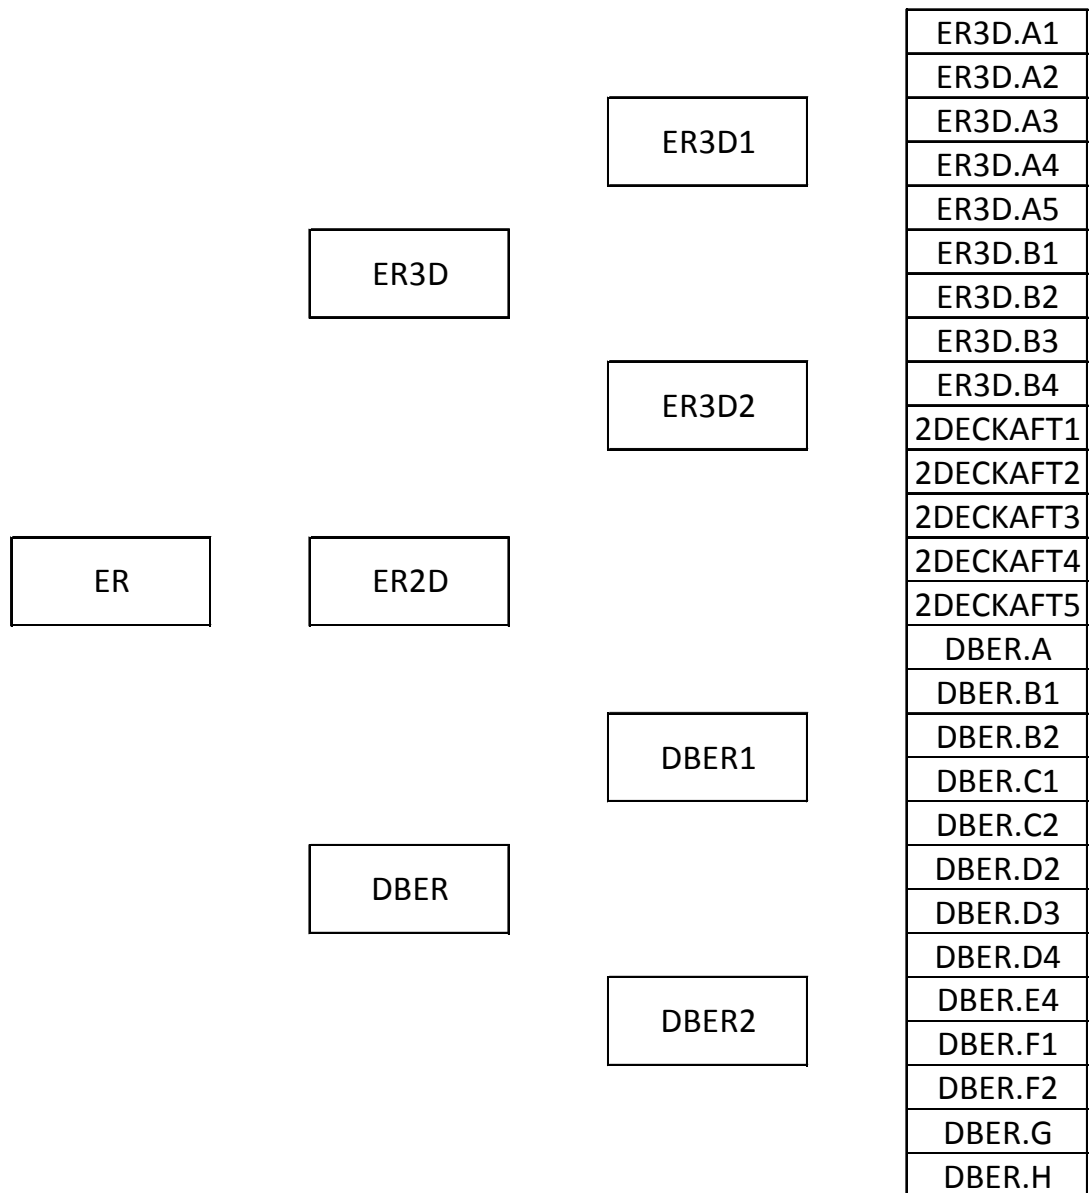 ER
ER3D
ER2D
DBER
ER3D1
ER3D2
DBER1
DBER2
ER3D.A1
ER3D.A2
ER3D.A3
ER3D.A4
ER3D.A5
ER3D.B1
ER3D.B2
ER3D.B3
ER3D.B4
2DECKAFT1
2DECKAFT2
2DECKAFT3
2DECKAFT4
2DECKAFT5
DBER.A
DBER.B1
DBER.B2
DBER.C1
DBER.C2
DBER.D2
DBER.D3
DBER.D4
DBER.E4
DBER.F1
DBER.F2
DBER.G
DBER.H